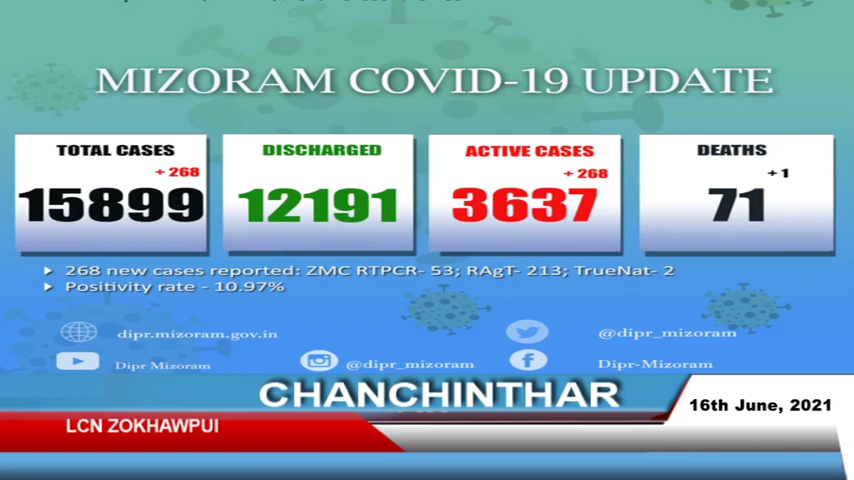 MIZORAM COVID-19 UPDATE
TOTAL CASES
+ 268
15899
DISCHARGED
12191
ACTIVE CASES
+ 268
3637
DEATHS
+1
71
268 new cases reported: ZMC RTPCR- 53; RAgT- 213; TrueNat- 2
Positivity rate - 10.97%
dipr.mizoram.gov.in
@dipr_mizoram
Dipr Mizoram
@dipr_mizoram
Dipr-Mizoram
CHANCHINTHAR
16th June, 2021
LCN ZOKHAWPUI